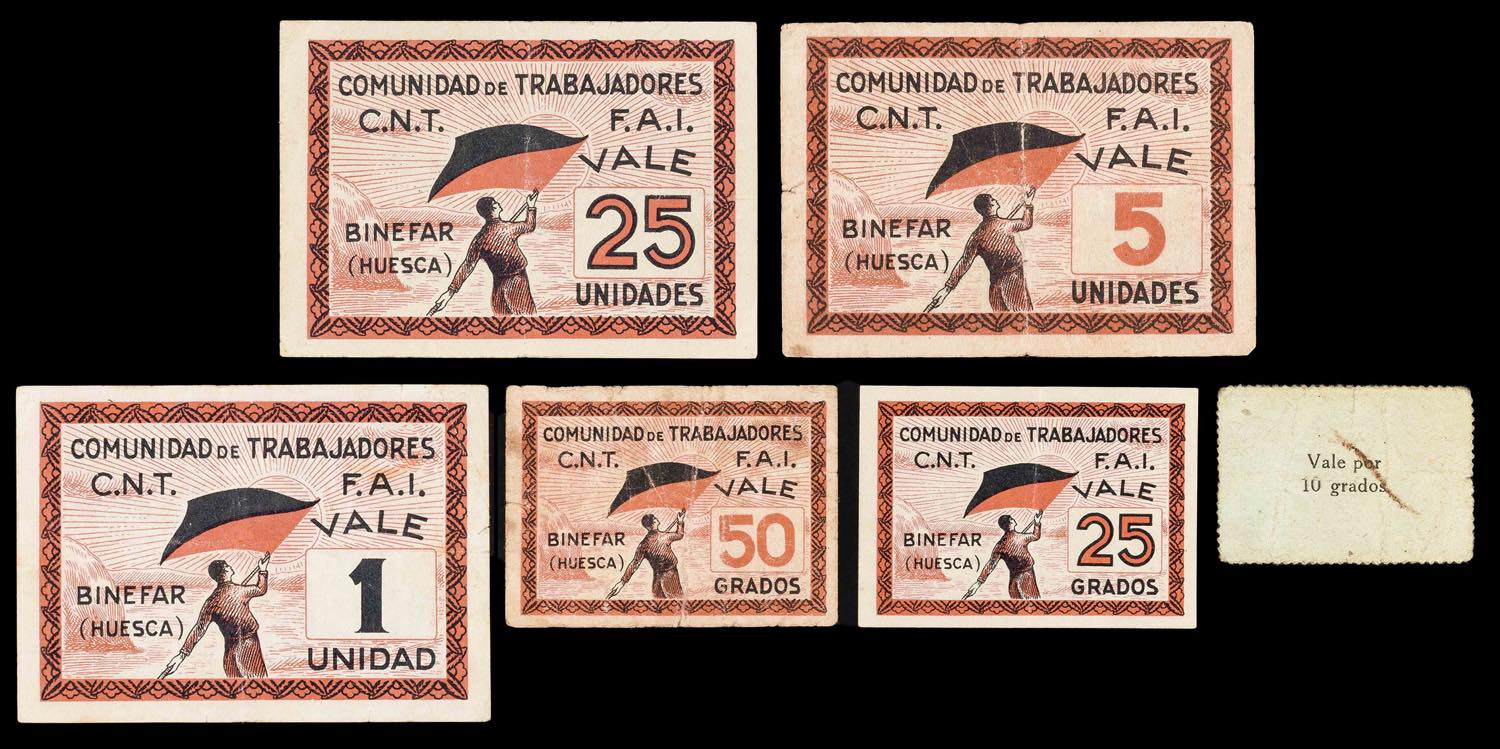 COMUNIDAD DE TRABAJADORES
C.N.T. F.A.I.
VALE
BINEFAR
(HUESCA)
25
UNIDADES
COMUNIDAD DE TRABAJADORES
C.N.T. F.A.I.
VALE
BINEFAR
(HUESCA)
5
UNIDADES
COMUNIDAD DE TRABAJADORES
C.N.T. F.A.I.
VALE
BINEFAR
(HUESCA)
1
UNIDAD
COMUNIDAD DE TRABAJADORES
C.N.T. F.A.I.
VALE
BINEFAR
(HUESCA)
50
GRADOS
COMUNIDAD DE TRABAJADORES
C.N.T. F.A.I.
VALE
BINEFAR
(HUESCA)
25
GRADOS
Vale por
10 grados